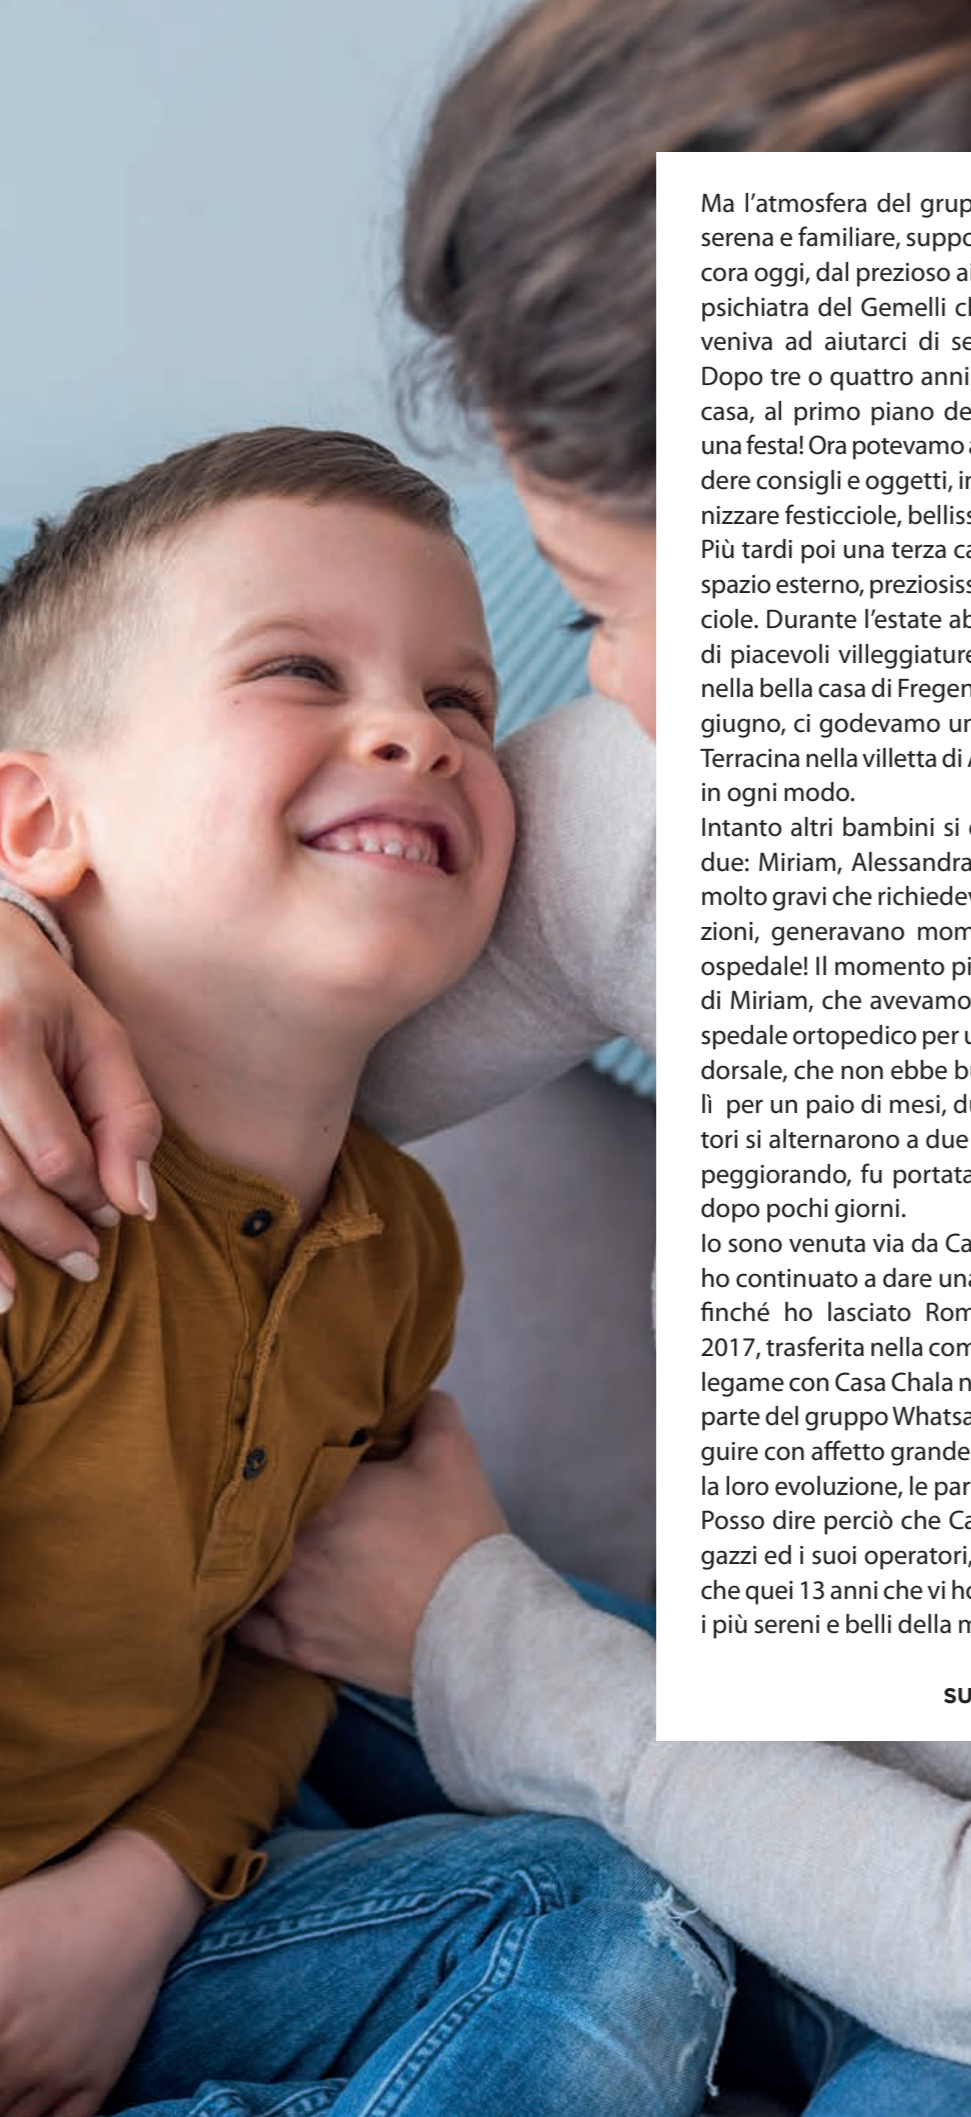 Ma l’atmosfera del grup
serena e familiare, suppo
cora oggi, dal prezioso ai
psichiatra del Gemelli cl
veniva ad aiutarci di se
Dopo tre o quattro anni
casa, al primo piano de
una festa! Ora potevamo a
dere consigli e oggetti, in
nizzare festicciole, belliss
Più tardi poi una terza ca
spazio esterno, preziosiss
ciole. Durante l’estate ab
di piacevoli villeggiature
nella bella casa di Fregen
giugno, ci godevamo un
Terracina nella villetta di A
in ogni modo.
Intanto altri bambini si
due: Miriam, Alessandra
molto gravi che richiedev
zioni, generavano mom
ospedale! Il momento pi
di Miriam, che avevamo
spedale ortopedico per u
dorsale, che non ebbe bu
lì per un paio di mesi, du
tori si alternarono a due
peggiorando, fu portata
dopo pochi giorni.
Io sono venuta via da Ca
ho continuato a dare una
finché ho lasciato Rom
2017, trasferita nella com
legame con Casa Chala n
parte del gruppo Whatsa
guire con affetto grande
la loro evoluzione, le par
Posso dire perciò che Ca
gazzi ed i suoi operatori,
che quei 13 anni che vi ho
i più sereni e belli della m
SU